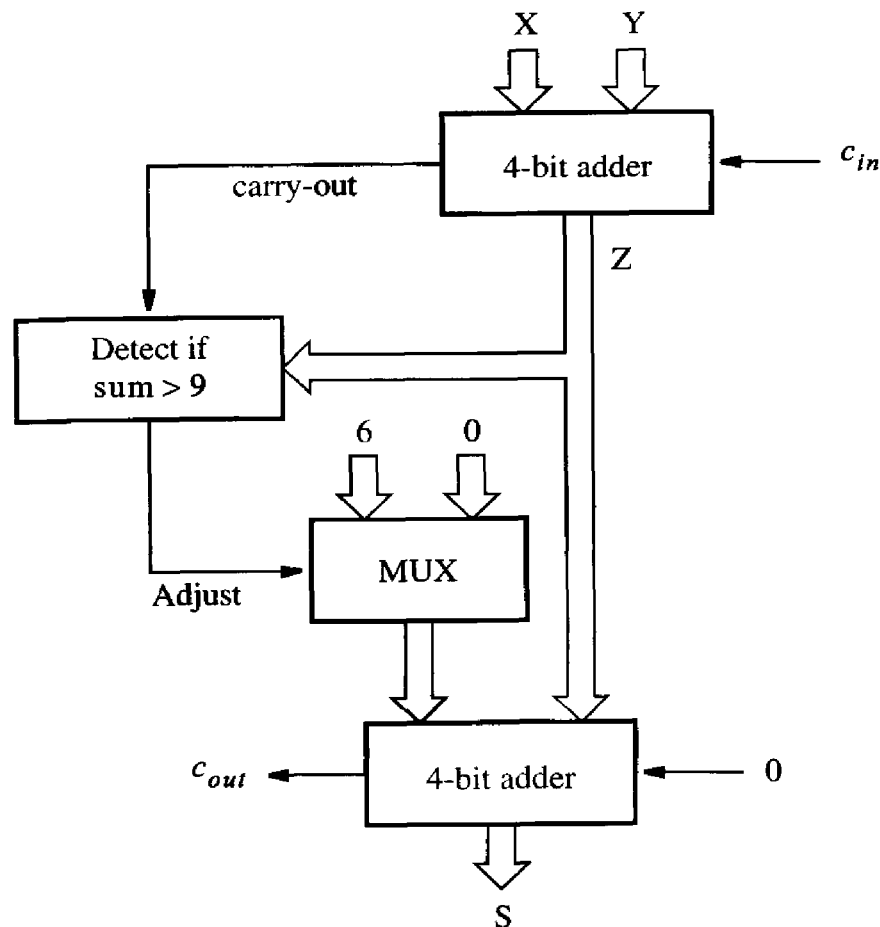 X Y
4-bit adder
c_in
carry-out
Z
Detect if
sum > 9
6 0
MUX
Adjust
c_out
4-bit adder
0
S